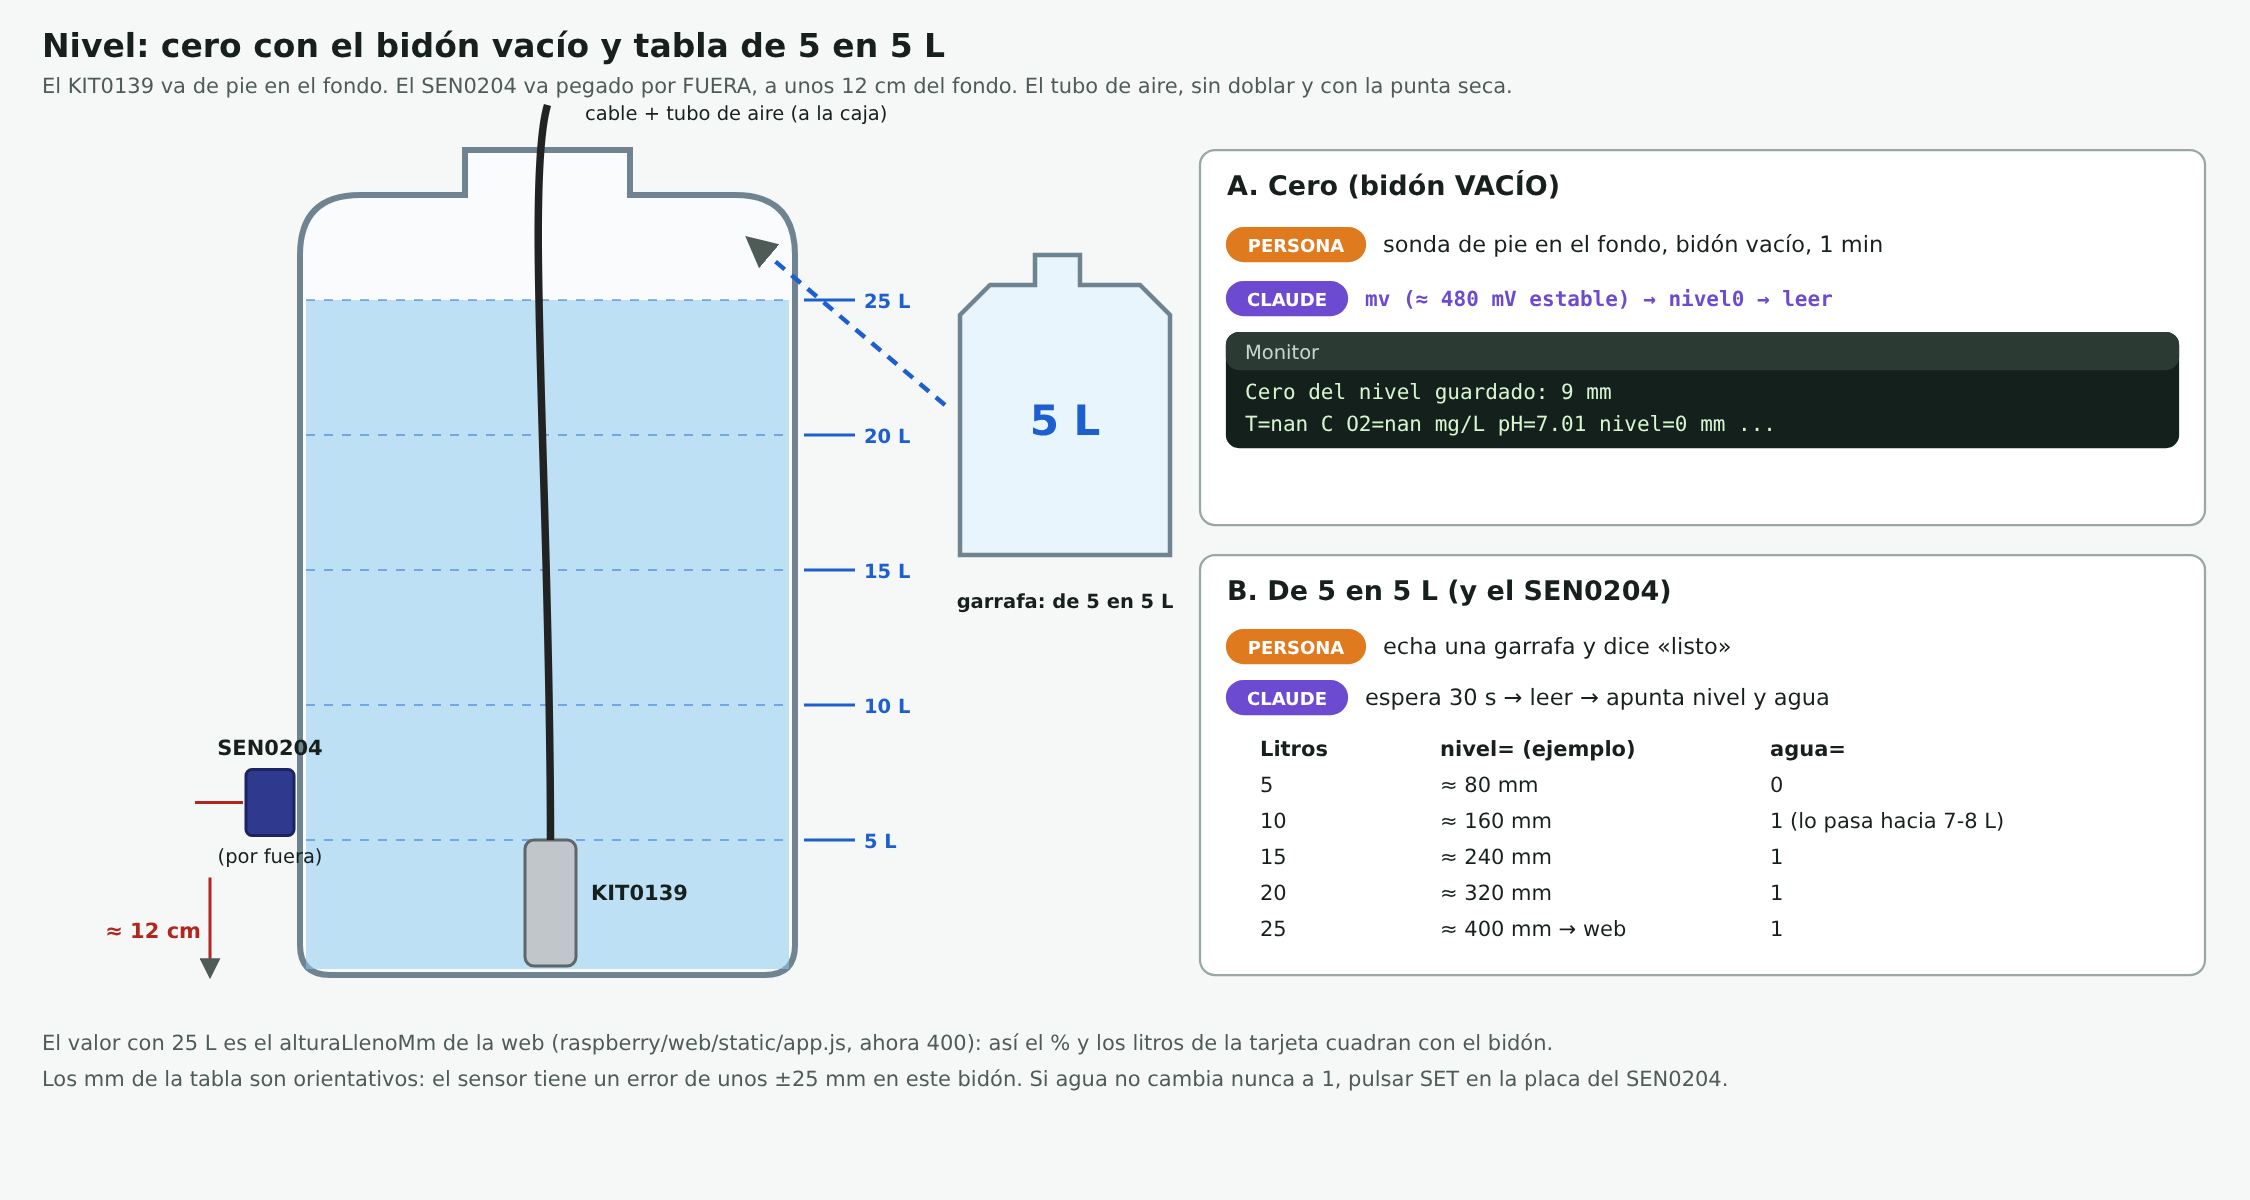 Nivel: cero con el bidón vacío y tabla de 5 en 5 L
El KIT0139 va de pie en el fondo. El SEN0204 va pegado por FUERA, a unos 12 cm del fondo. El tubo de aire, sin doblar y con la punta seca.
cable + tubo de aire (a la caja)
25 L
20 L
15 L
10 L
5 L
SEN0204
(por fuera)
≈ 12 cm
KIT0139
5 L
garrafa: de 5 en 5 L
A. Cero (bidón VACÍO)
PERSONA sonda de pie en el fondo, bidón vacío, 1 min
CLAUDE mv (≈ 480 mV estable) → nivel0 → leer
Monitor
Cero del nivel guardado: 9 mm
T=nan C O2=nan mg/L pH=7.01 nivel=0 mm ...
B. De 5 en 5 L (y el SEN0204)
PERSONA echa una garrafa y dice «listo»
CLAUDE espera 30 s → leer → apunta nivel y agua
Litros nivel= (ejemplo) agua=
5 ≈ 80 mm 0
10 ≈ 160 mm 1 (lo pasa hacia 7-8 L)
15 ≈ 240 mm 1
20 ≈ 320 mm 1
25 ≈ 400 mm → web 1
El valor con 25 L es el alturaLlenoMm de la web (raspberry/web/static/app.js, ahora 400): así el % y los litros de la tarjeta cuadran con el bidón.
Los mm de la tabla son orientativos: el sensor tiene un error de unos ±25 mm en este bidón. Si agua no cambia nunca a 1, pulsar SET en la placa del SEN0204.